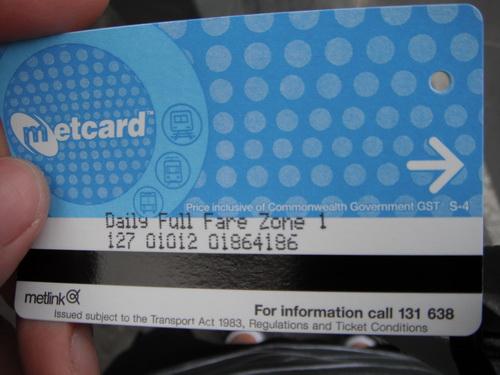 metcard™
Price inclusive of Commonwealth Government GST S-4
Daily Full Fare Zone 1
127 01012 01864186
metlink
For information call 131 638
Issued subject to the Transport Act 1983, Regulations and Ticket Conditions